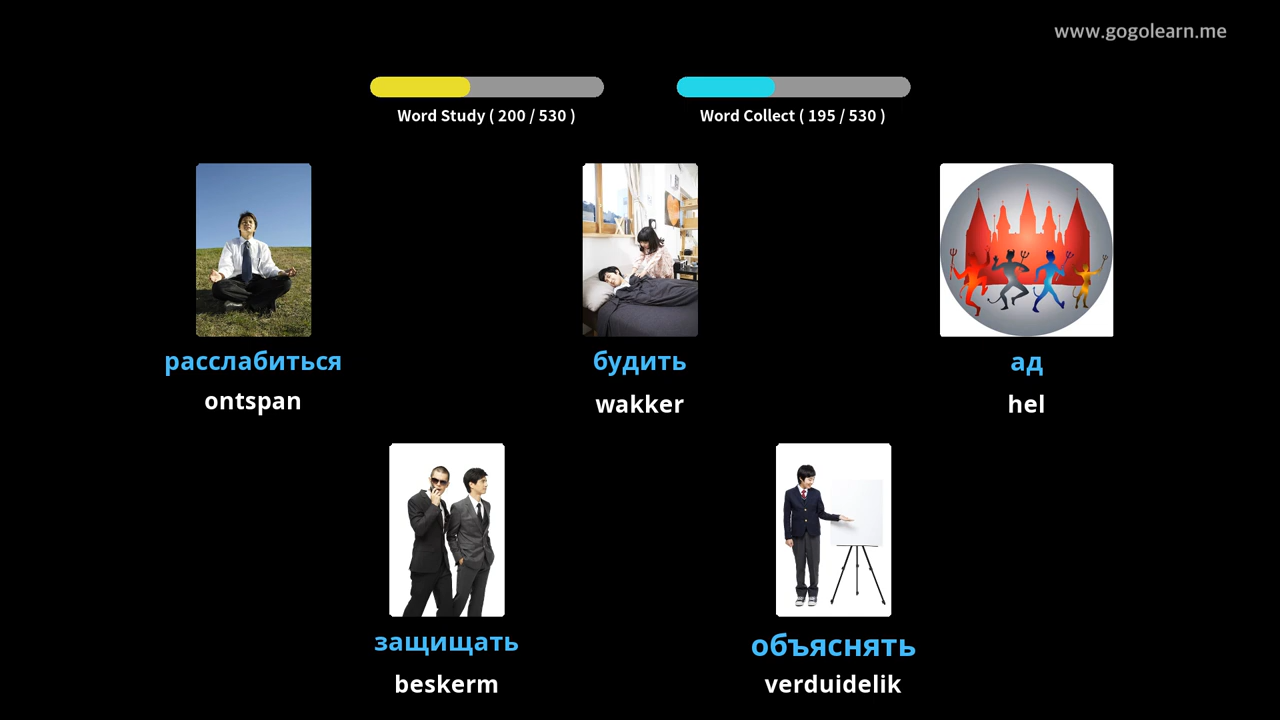 www.gogolearn.me
Word Study ( 200 / 530 )
Word Collect ( 195 / 530 )
расслабиться
будить
ад
ontspan
wakker
hel
защищать
объяснять
beskerm
verduidelik